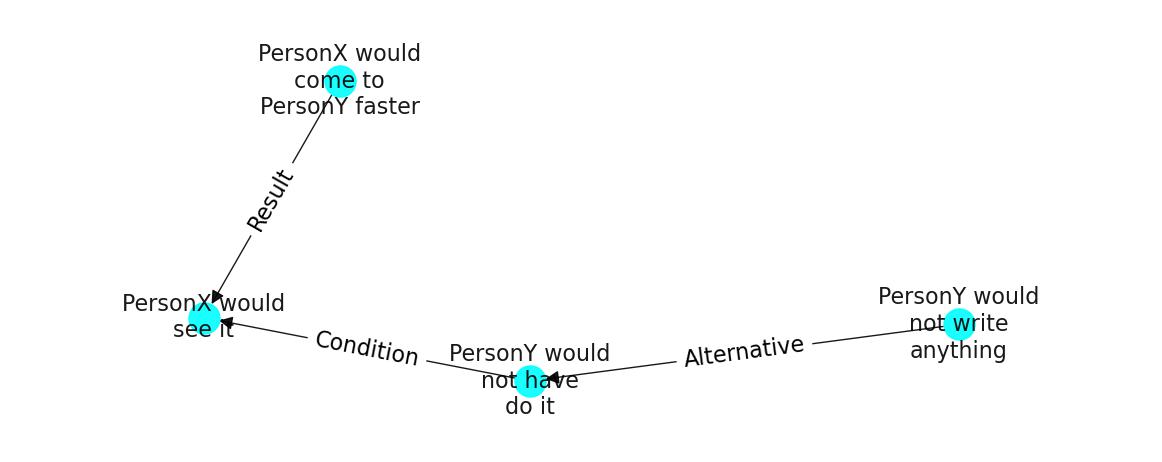 PersonX would
come to
PersonY faster
Result
PersonX would
see it
Condition
PersonY would
not have
do it
Alternative
PersonY would
not write
anything